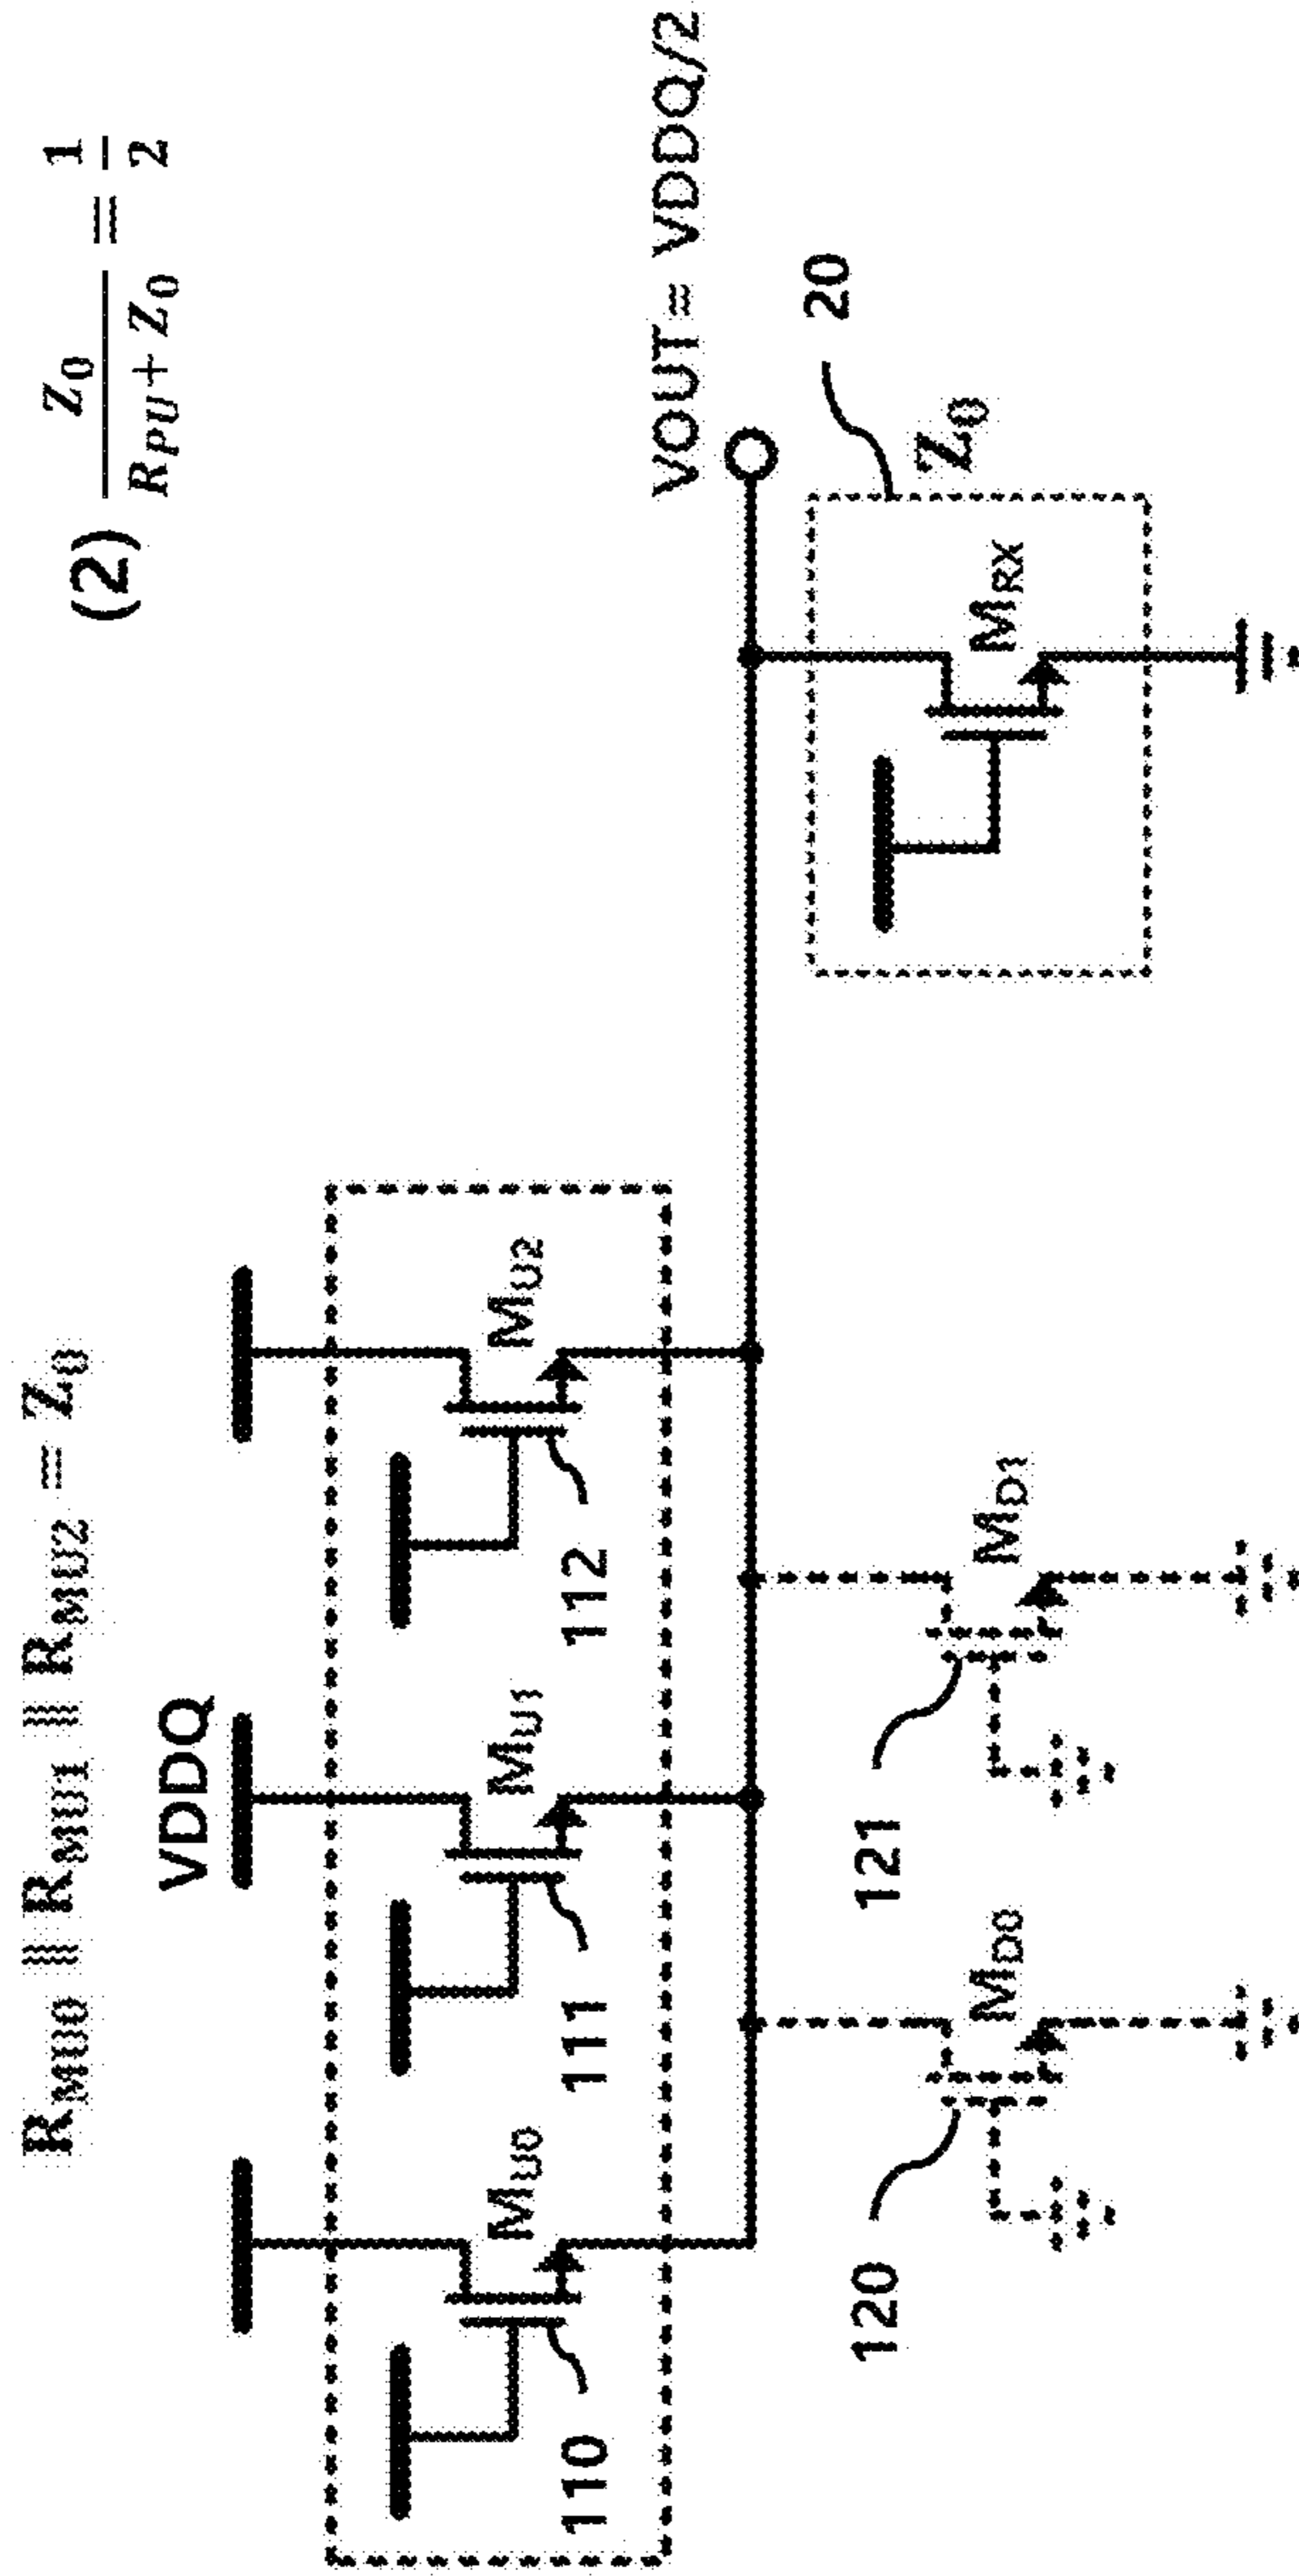 R_MU0 ||| R_MU1 ||| R_MU2 = Z_0
(2) Z_0 / (R_PU + Z_0) = 1/2
VDDQ
M_U0
M_U1
M_U2
110
111
112
VOUT = VDDQ/2
120
M_D0
121
M_D1
M_RX
Z_0
20